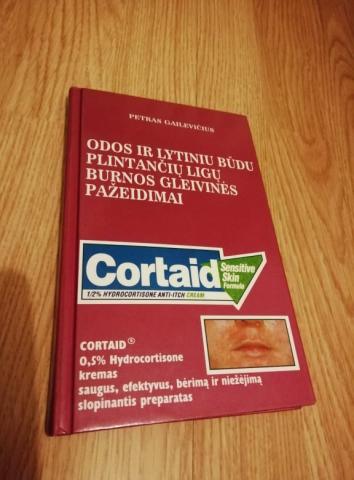 PETRAS GAILEVIČIUS
ODOS IR LYTINIU BŪDU
PLINTANČIŲ LIGŲ
BURNOS GLEIVINĖS
PAŽEIDIMAI
Cortaid
Sensitive
Skin
Formula
1/2% HYDROCORTISONE ANTI-ITCH CREAM
CORTAID®
0,5% Hydrocortisone
kremas
saugus, efektyvus, bėrimą ir niežėjimą
slopinantis preparatas